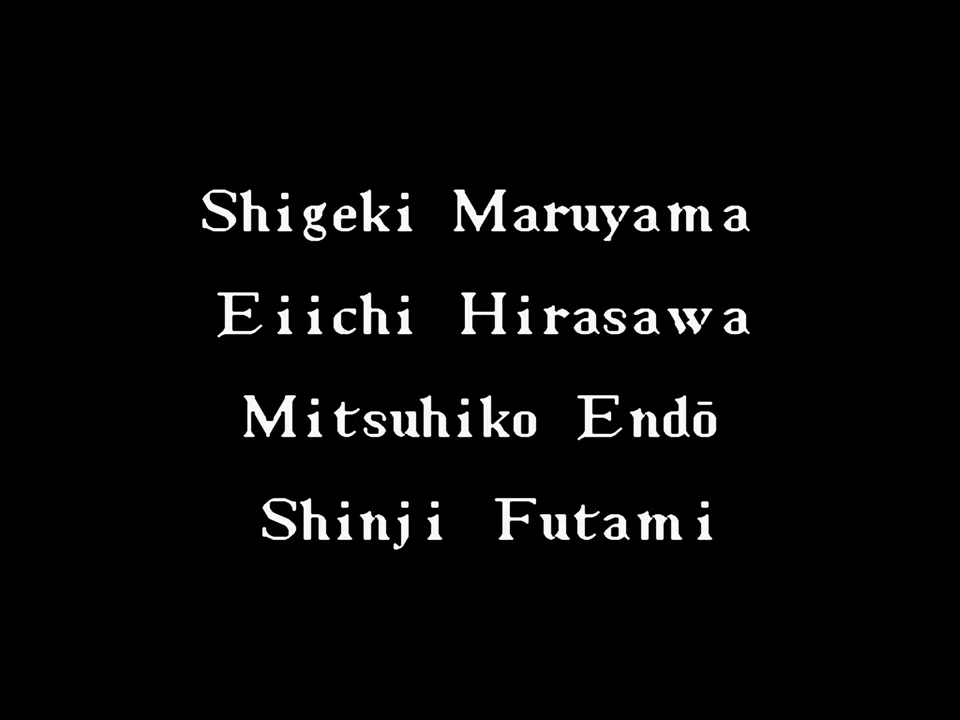 Shigeki Maruyama
Eiichi Hirasawa
Mitsuhiko Endō
Shinji Futami